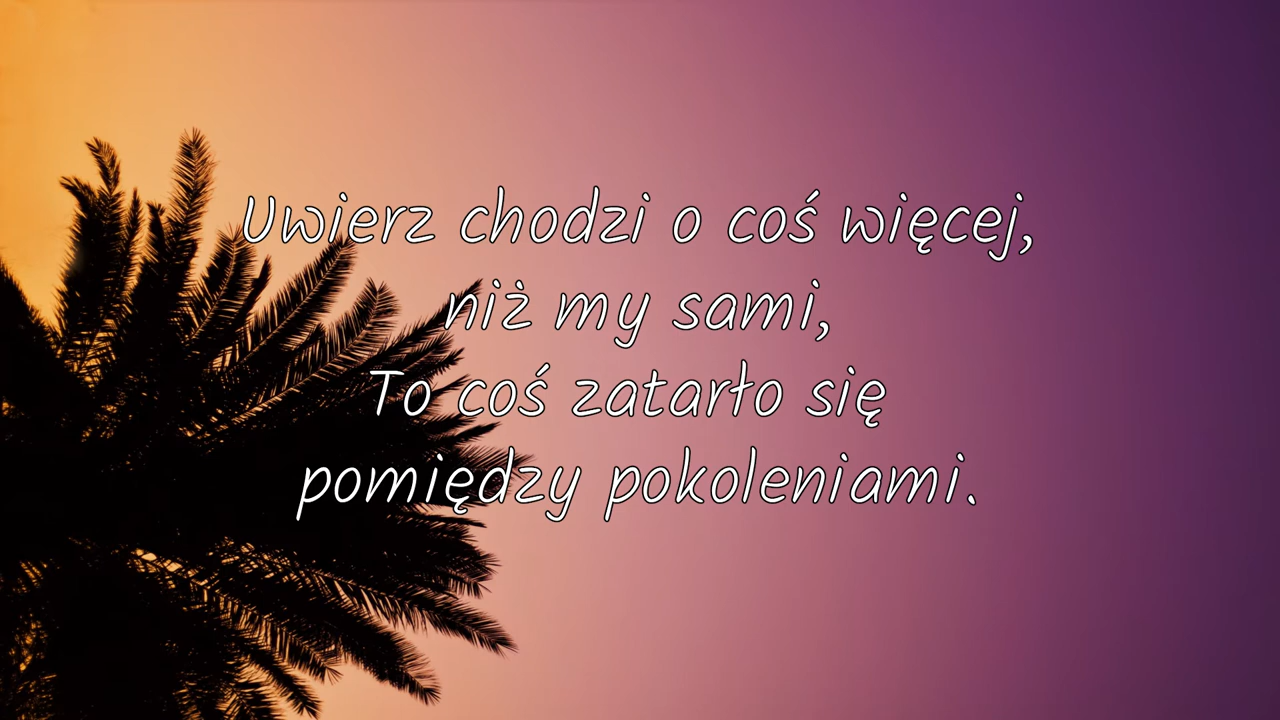 Uwierz chodzi o coś więcej,
niż my sami,
To coś zatarło się
pomiędzy pokoleniami.